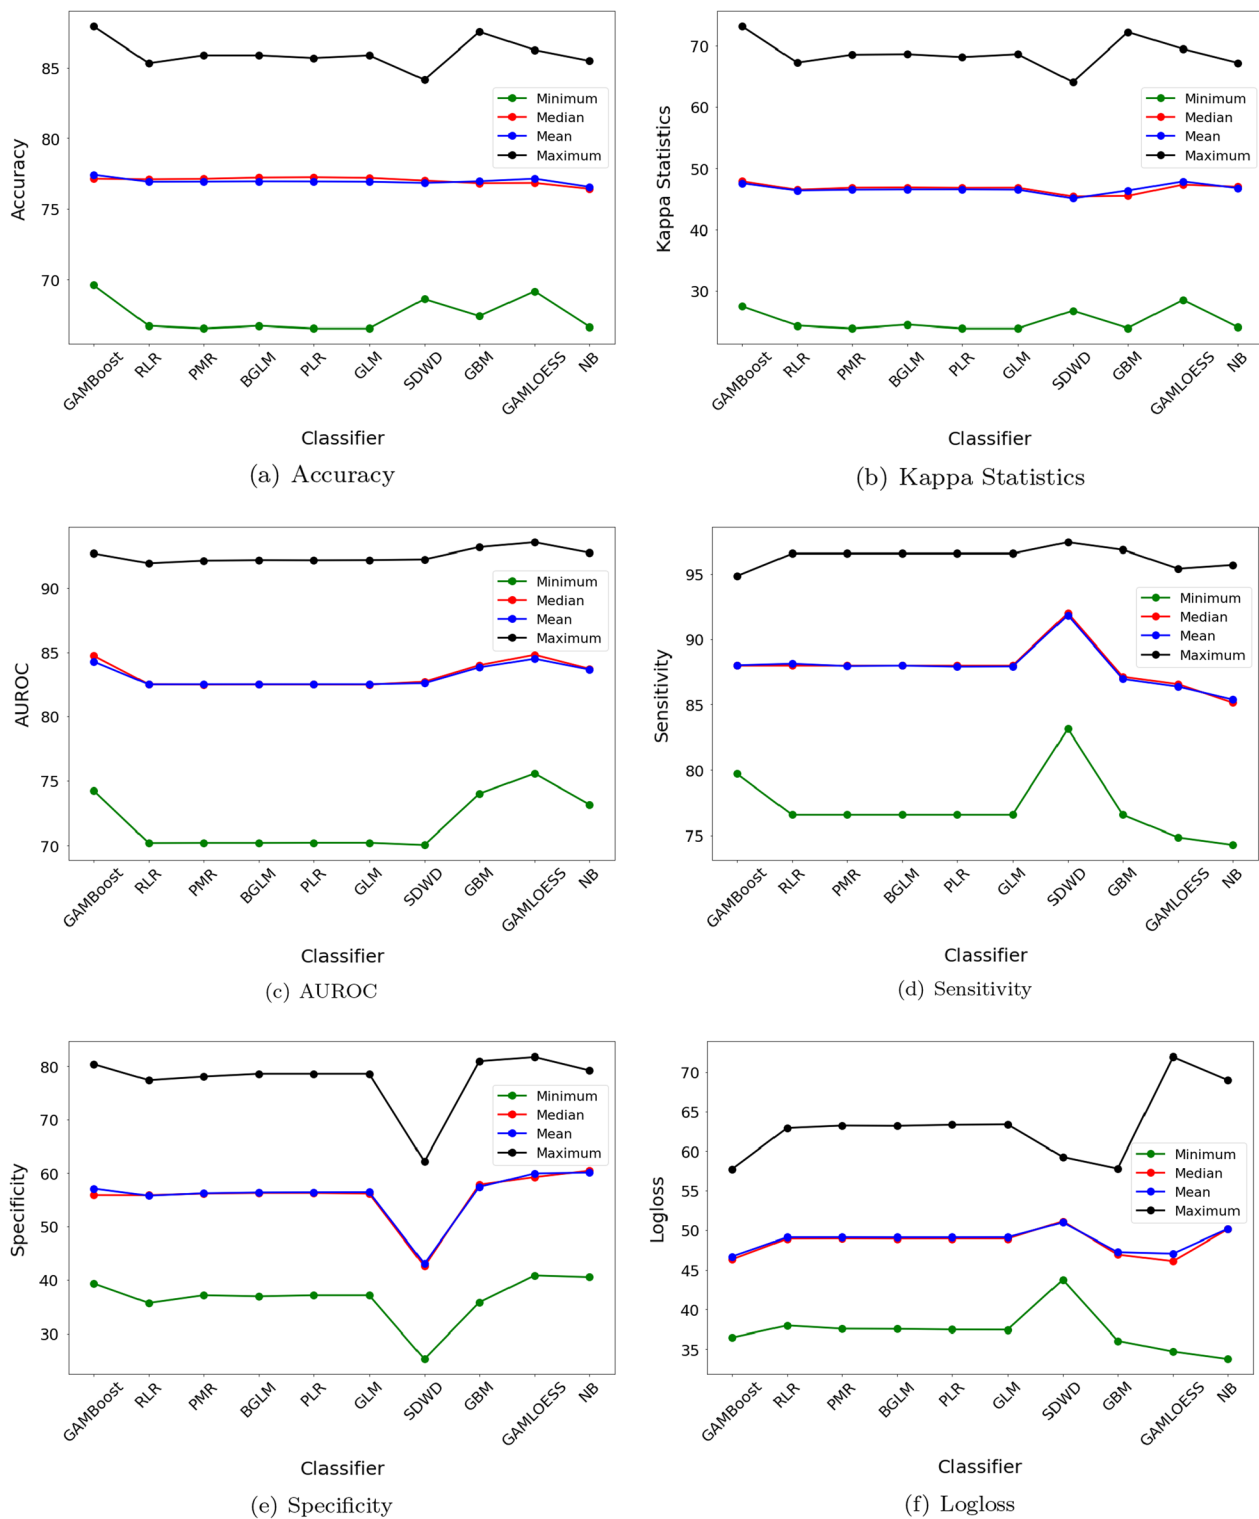 85
80
75
70
Accuracy
Minimum
Median
Mean
Maximum
GAMBoost
RLR
PMR
BGLM
PLR
GLM
SDWD
GBM
GAMLOESS
NB
Classifier
(a) Accuracy
70
60
50
40
30
Kappa Statistics
Minimum
Median
Mean
Maximum
GAMBoost
RLR
PMR
BGLM
PLR
GLM
SDWD
GBM
GAMLOESS
NB
Classifier
(b) Kappa Statistics
90
85
80
75
70
AUROC
Minimum
Median
Mean
Maximum
GAMBoost
RLR
PMR
BGLM
PLR
GLM
SDWD
GBM
GAMLOESS
NB
Classifier
(c) AUROC
95
90
85
80
75
Sensitivity
Minimum
Median
Mean
Maximum
GAMBoost
RLR
PMR
BGLM
PLR
GLM
SDWD
GBM
GAMLOESS
NB
Classifier
(d) Sensitivity
80
70
60
50
40
30
Specificity
Minimum
Median
Mean
Maximum
GAMBoost
RLR
PMR
BGLM
PLR
GLM
SDWD
GBM
GAMLOESS
NB
Classifier
(e) Specificity
70
65
60
55
50
45
40
35
Logloss
Minimum
Median
Mean
Maximum
GAMBoost
RLR
PMR
BGLM
PLR
GLM
SDWD
GBM
GAMLOESS
NB
Classifier
(f) Logloss